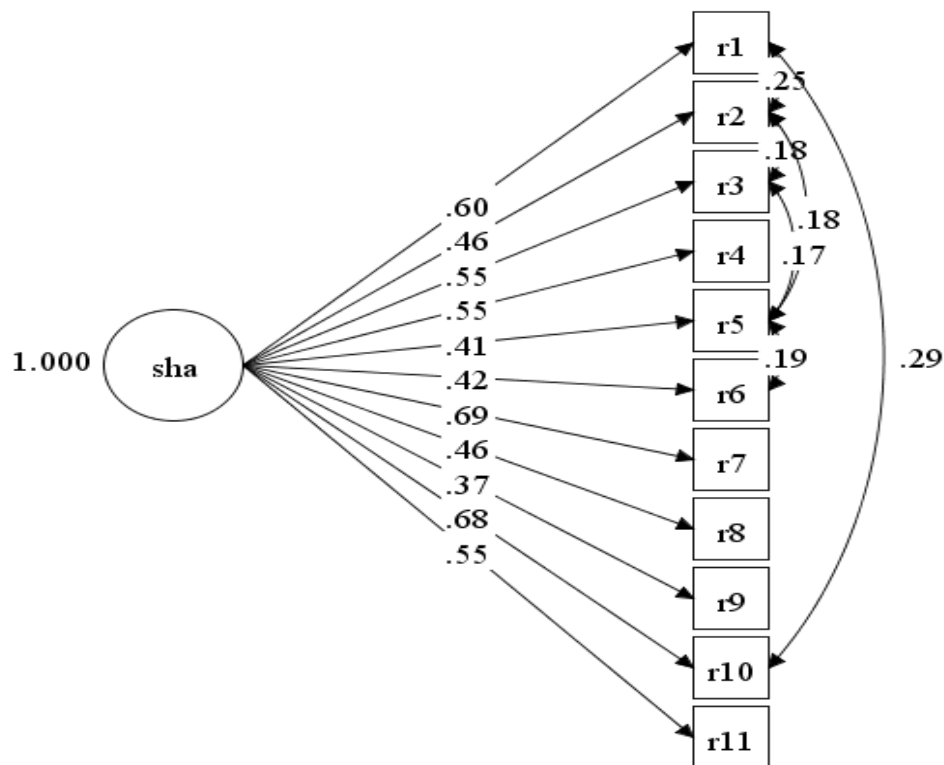 r1
.25
r2
.18
r3
.60
.18
.46
r4
.17
.55
.55
r5
.41
.19
1.000
sha
.29
.42
r6
.69
r7
.46
.37
r8
.68
.55
r9
r10
r11